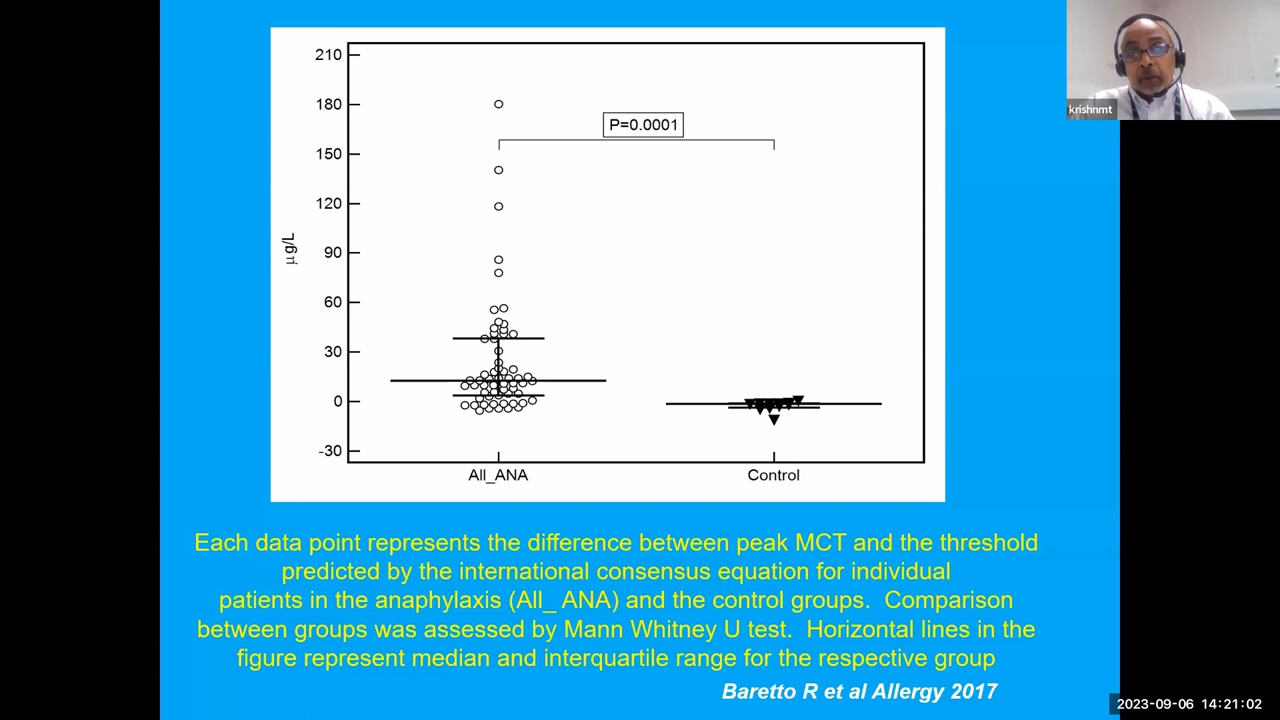 210
180
150
120
90
60
30
0
-30
μg/L
P=0.0001
All_ANA
Control
Each data point represents the difference between peak MCT and the threshold
predicted by the international consensus equation for individual
patients in the anaphylaxis (All_ ANA) and the control groups.  Comparison
between groups was assessed by Mann Whitney U test.  Horizontal lines in the
figure represent median and interquartile range for the respective group
Baretto R et al Allergy 2017
krishnmt
2023-09-06 14:21:02